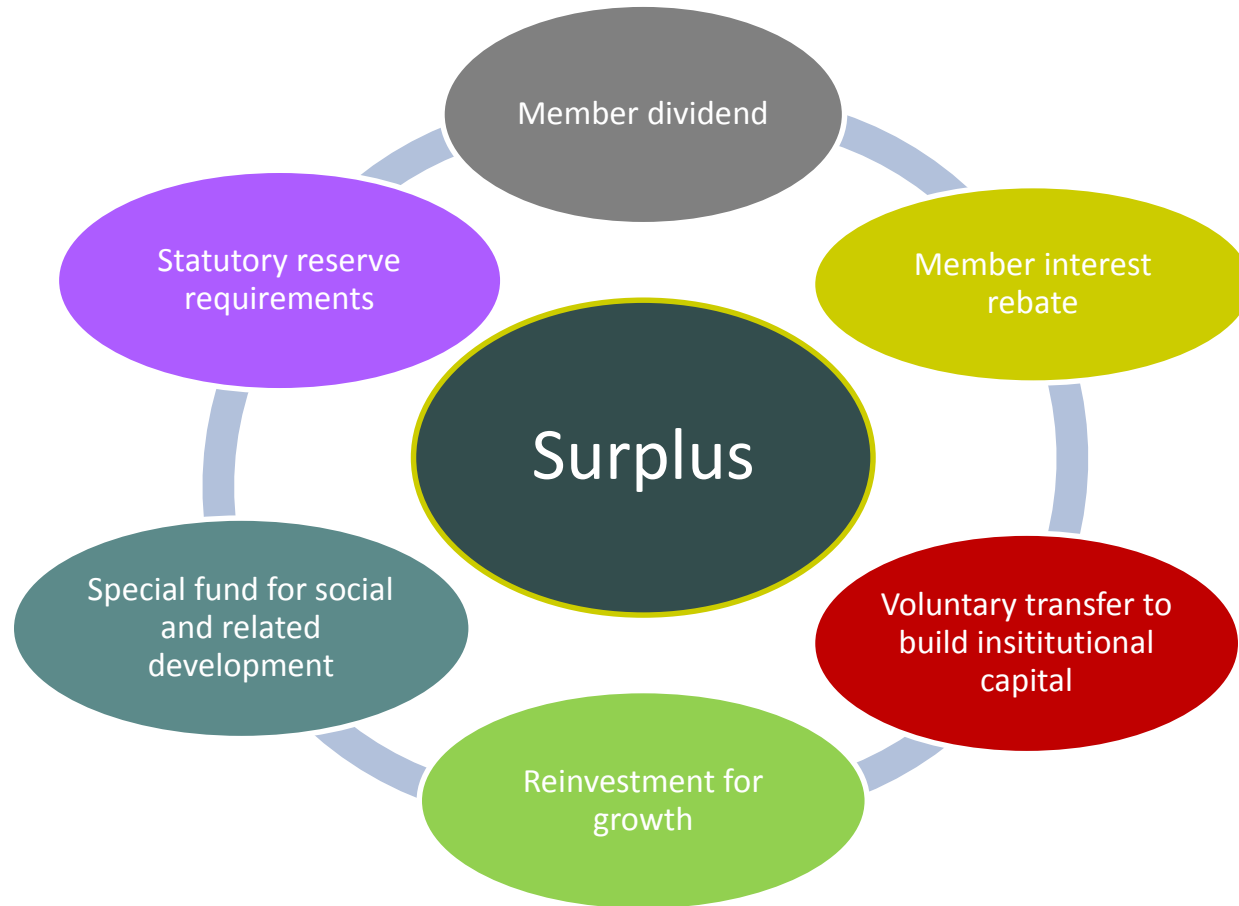 Member dividend
Member interest
rebate
Voluntary transfer to
build insititutional
capital
Reinvestment for
growth
Special fund for social
and related
development
Statutory reserve
requirements
Surplus